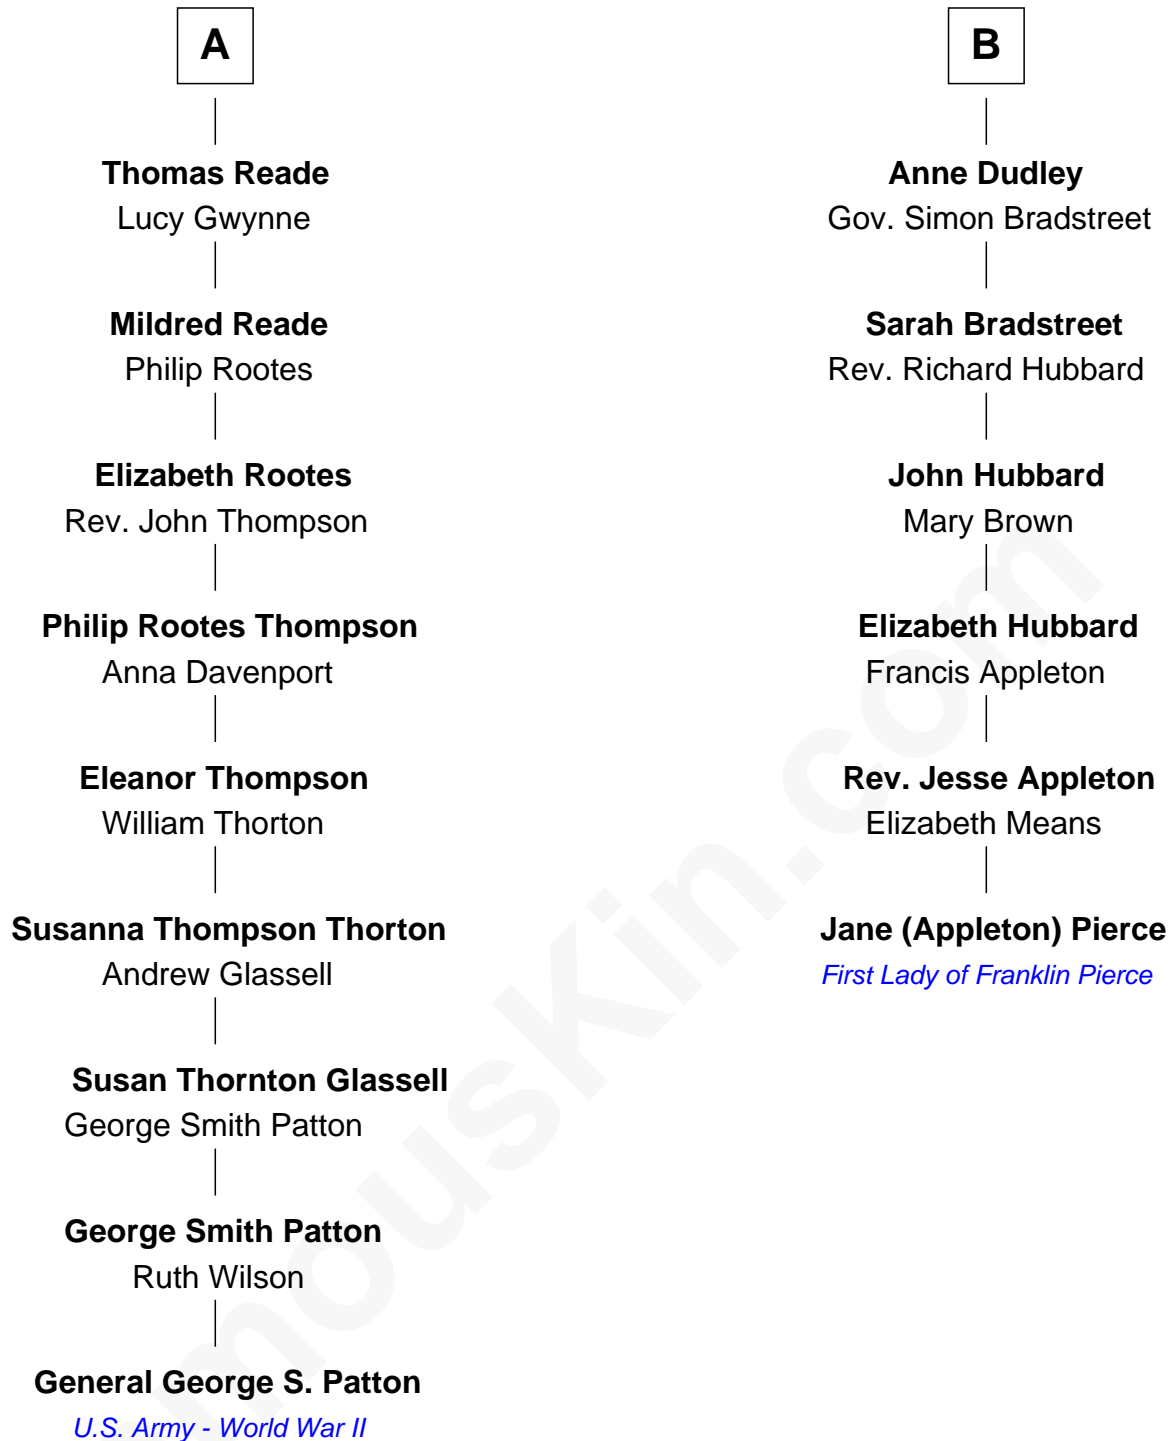 A
Thomas Reade
Lucy Gwynne
Mildred Reade
Philip Rootes
Elizabeth Rootes
Rev. John Thompson
Philip Rootes Thompson
Anna Davenport
Eleanor Thompson
William Thorton
Susanna Thompson Thorton
Andrew Glassell
Susan Thornton Glassell
George Smith Patton
George Smith Patton
Ruth Wilson
General George S. Patton
U.S. Army - World War II
B
Anne Dudley
Gov. Simon Bradstreet
Sarah Bradstreet
Rev. Richard Hubbard
John Hubbard
Mary Brown
Elizabeth Hubbard
Francis Appleton
Rev. Jesse Appleton
Elizabeth Means
Jane (Appleton) Pierce
First Lady of Franklin Pierce
mousKin.com